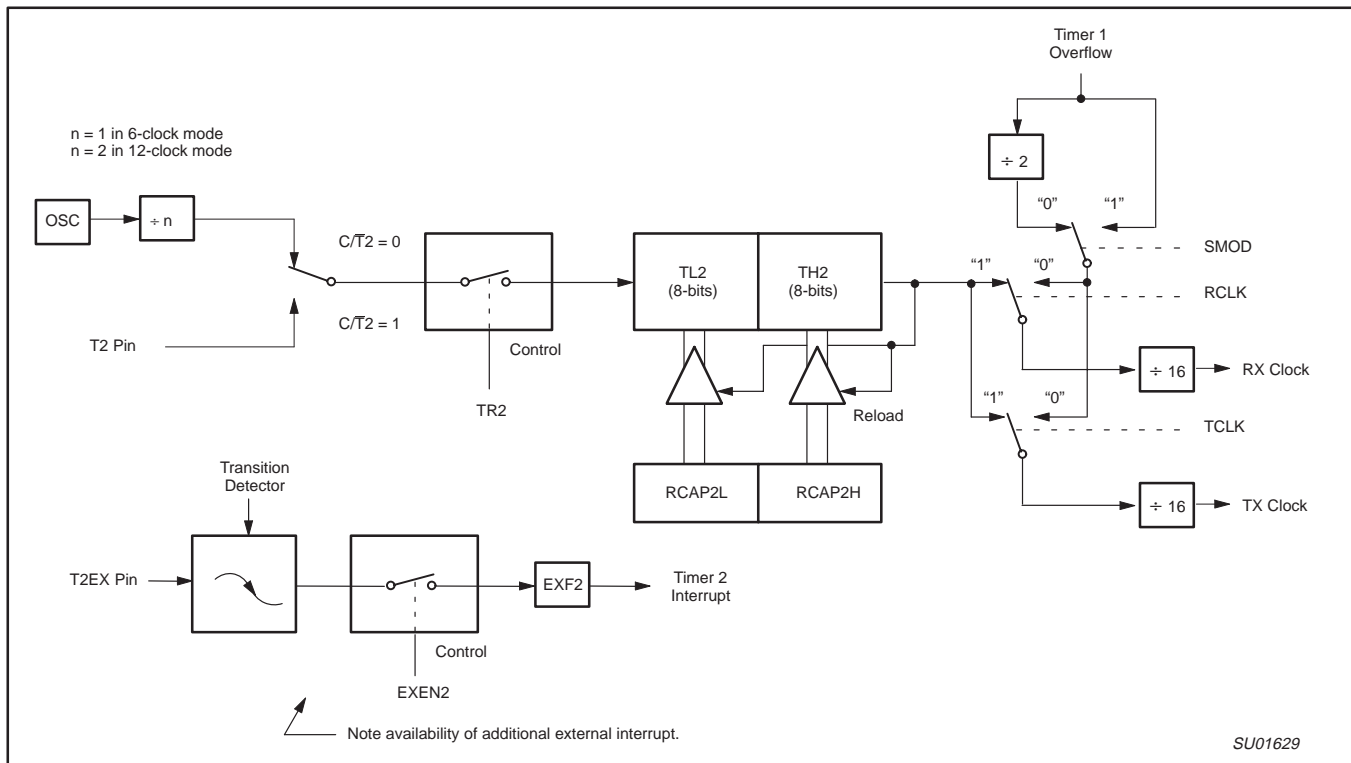 Timer 1
Overflow
n = 1 in 6-clock mode
n = 2 in 12-clock mode
÷ 2
“0”
“1”
OSC
÷ n
C/T̅2 = 0
SMOD
TL2
(8-bits)
TH2
(8-bits)
“1”
“0”
RCLK
C/T̅2 = 1
T2 Pin
Control
÷ 16
RX Clock
TR2
Reload
“1”
“0”
TCLK
Transition
Detector
RCAP2L
RCAP2H
÷ 16
TX Clock
T2EX Pin
EXF2
Timer 2
Interrupt
Control
EXEN2
Note availability of additional external interrupt.
SU01629